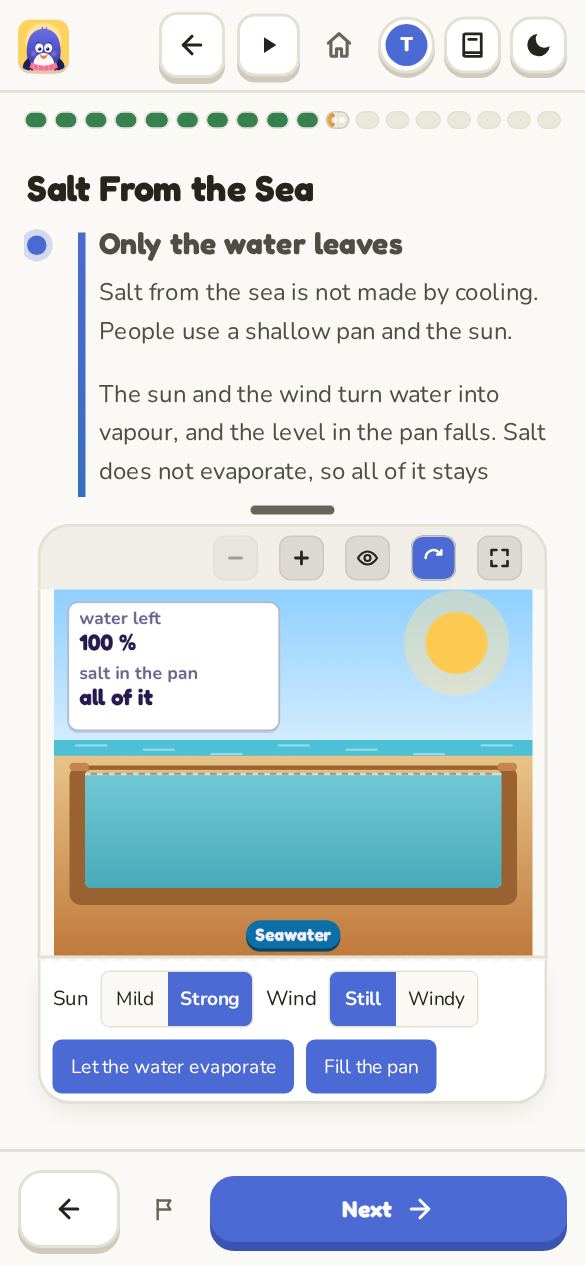 T
Salt From the Sea
Only the water leaves
Salt from the sea is not made by cooling.
People use a shallow pan and the sun.
The sun and the wind turn water into
vapour, and the level in the pan falls. Salt
does not evaporate, so all of it stays
water left
100 %
salt in the pan
all of it
Seawater
Sun Mild Strong Wind Still Windy
Let the water evaporate Fill the pan
Next